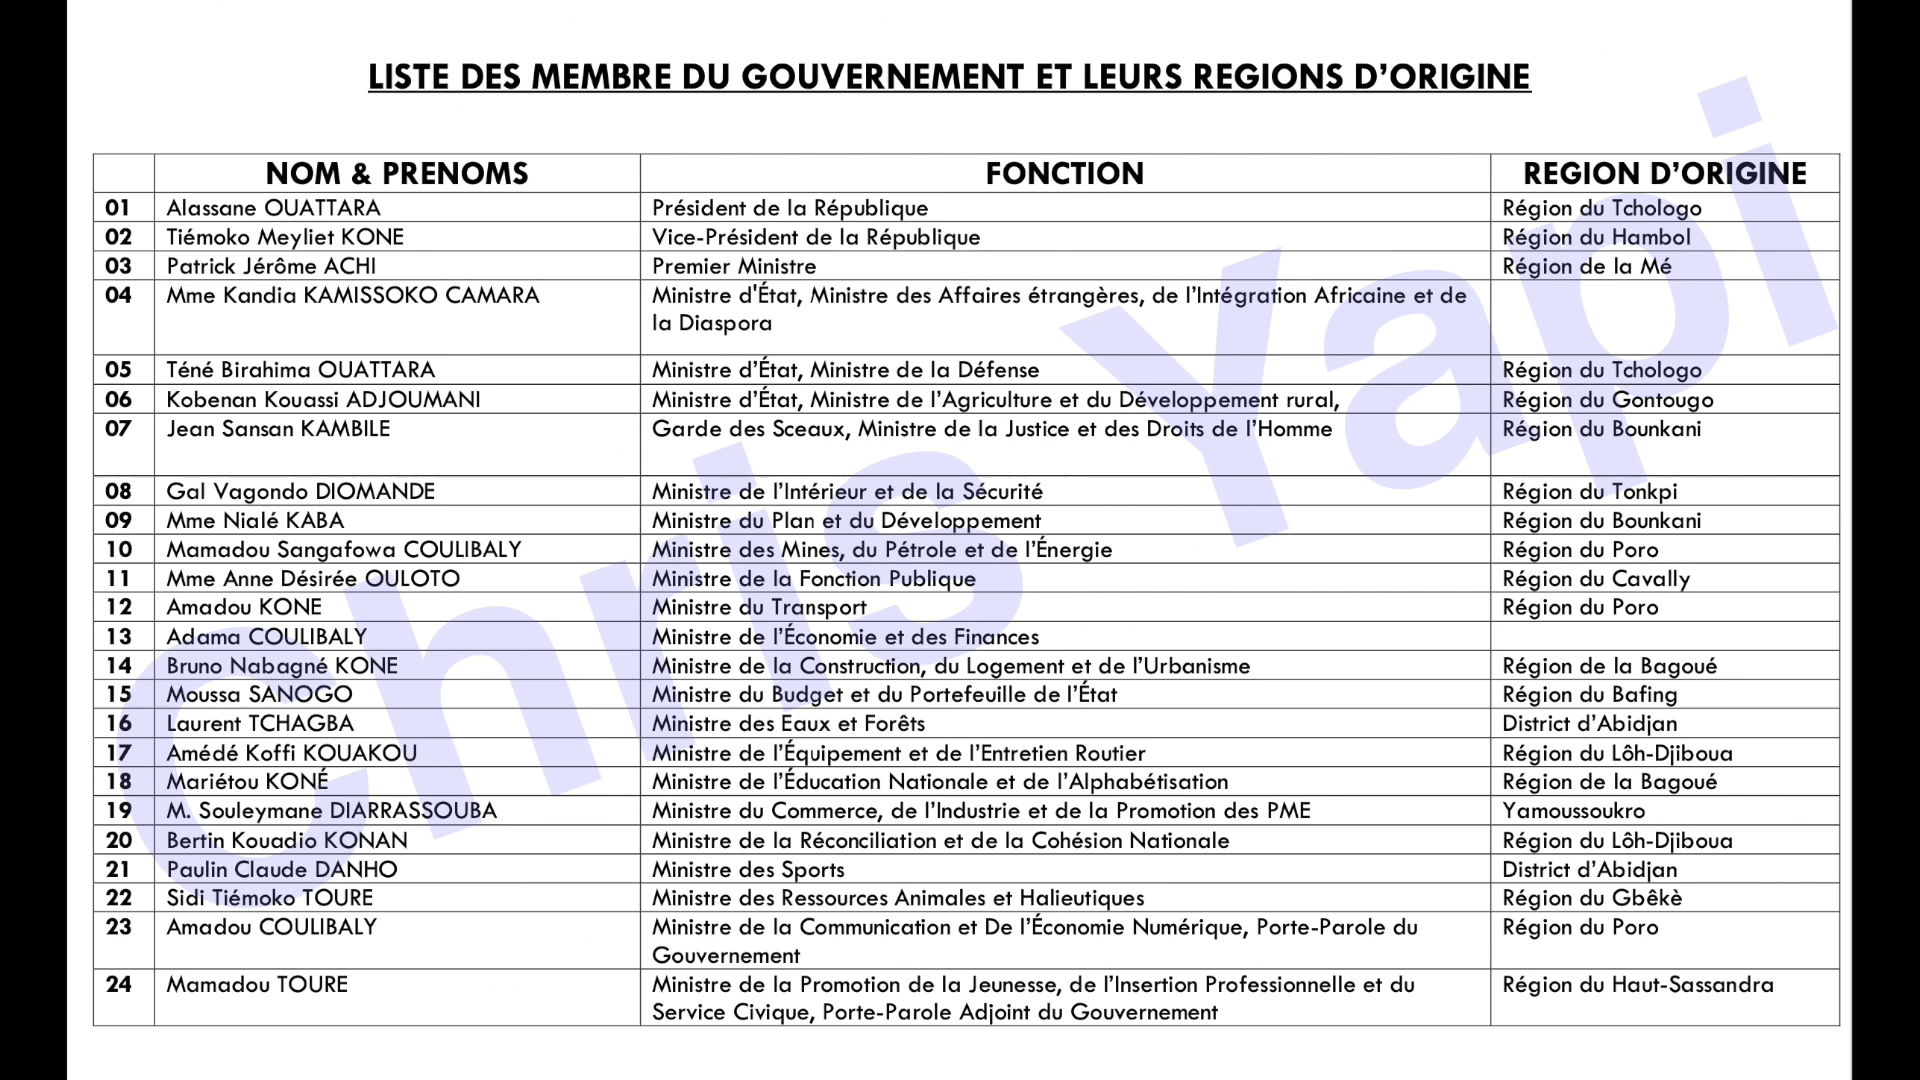 LISTE DES MEMBRE DU GOUVERNEMENT ET LEURS REGIONS D’ORIGINE
NOM & PRENOMS FONCTION REGION D’ORIGINE
01 Alassane OUATTARA Président de la République Région du Tchologo
02 Tiémoko Meyliet KONE Vice-Président de la République Région du Hambol
03 Patrick Jérôme ACHI Premier Ministre Région de la Mé
04 Mme Kandia KAMISSOKO CAMARA Ministre d'État, Ministre des Affaires étrangères, de l’Intégration Africaine et de
la Diaspora
05 Téné Birahima OUATTARA Ministre d’État, Ministre de la Défense Région du Tchologo
06 Kobenan Kouassi ADJOUMANI Ministre d’État, Ministre de l’Agriculture et du Développement rural, Région du Gontougo
07 Jean Sansan KAMBILE Garde des Sceaux, Ministre de la Justice et des Droits de l’Homme Région du Bounkani
08 Gal Vagondo DIOMANDE Ministre de l’Intérieur et de la Sécurité Région du Tonkpi
09 Mme Nialé KABA Ministre du Plan et du Développement Région du Bounkani
10 Mamadou Sangafowa COULIBALY Ministre des Mines, du Pétrole et de l’Énergie Région du Poro
11 Mme Anne Désirée OULOTO Ministre de la Fonction Publique Région du Cavally
12 Amadou KONE Ministre du Transport Région du Poro
13 Adama COULIBALY Ministre de l’Économie et des Finances
14 Bruno Nabagné KONE Ministre de la Construction, du Logement et de l’Urbanisme Région de la Bagoué
15 Moussa SANOGO Ministre du Budget et du Portefeuille de l’État Région du Bafing
16 Laurent TCHAGBA Ministre des Eaux et Forêts District d’Abidjan
17 Amédé Koffi KOUAKOU Ministre de l’Équipement et de l’Entretien Routier Région du Lôh-Djiboua
18 Mariétou KONÉ Ministre de l’Éducation Nationale et de l’Alphabétisation Région de la Bagoué
19 M. Souleymane DIARRASSOUBA Ministre du Commerce, de l’Industrie et de la Promotion des PME Yamoussoukro
20 Bertin Kouadio KONAN Ministre de la Réconciliation et de la Cohésion Nationale Région du Lôh-Djiboua
21 Paulin Claude DANHO Ministre des Sports District d’Abidjan
22 Sidi Tiémoko TOURE Ministre des Ressources Animales et Halieutiques Région du Gbêkè
23 Amadou COULIBALY Ministre de la Communication et De l’Économie Numérique, Porte-Parole du Région du Poro
Gouvernement
24 Mamadou TOURE Ministre de la Promotion de la Jeunesse, de l’Insertion Professionnelle et du Région du Haut-Sassandra
Service Civique, Porte-Parole Adjoint du Gouvernement
Chris Yapi